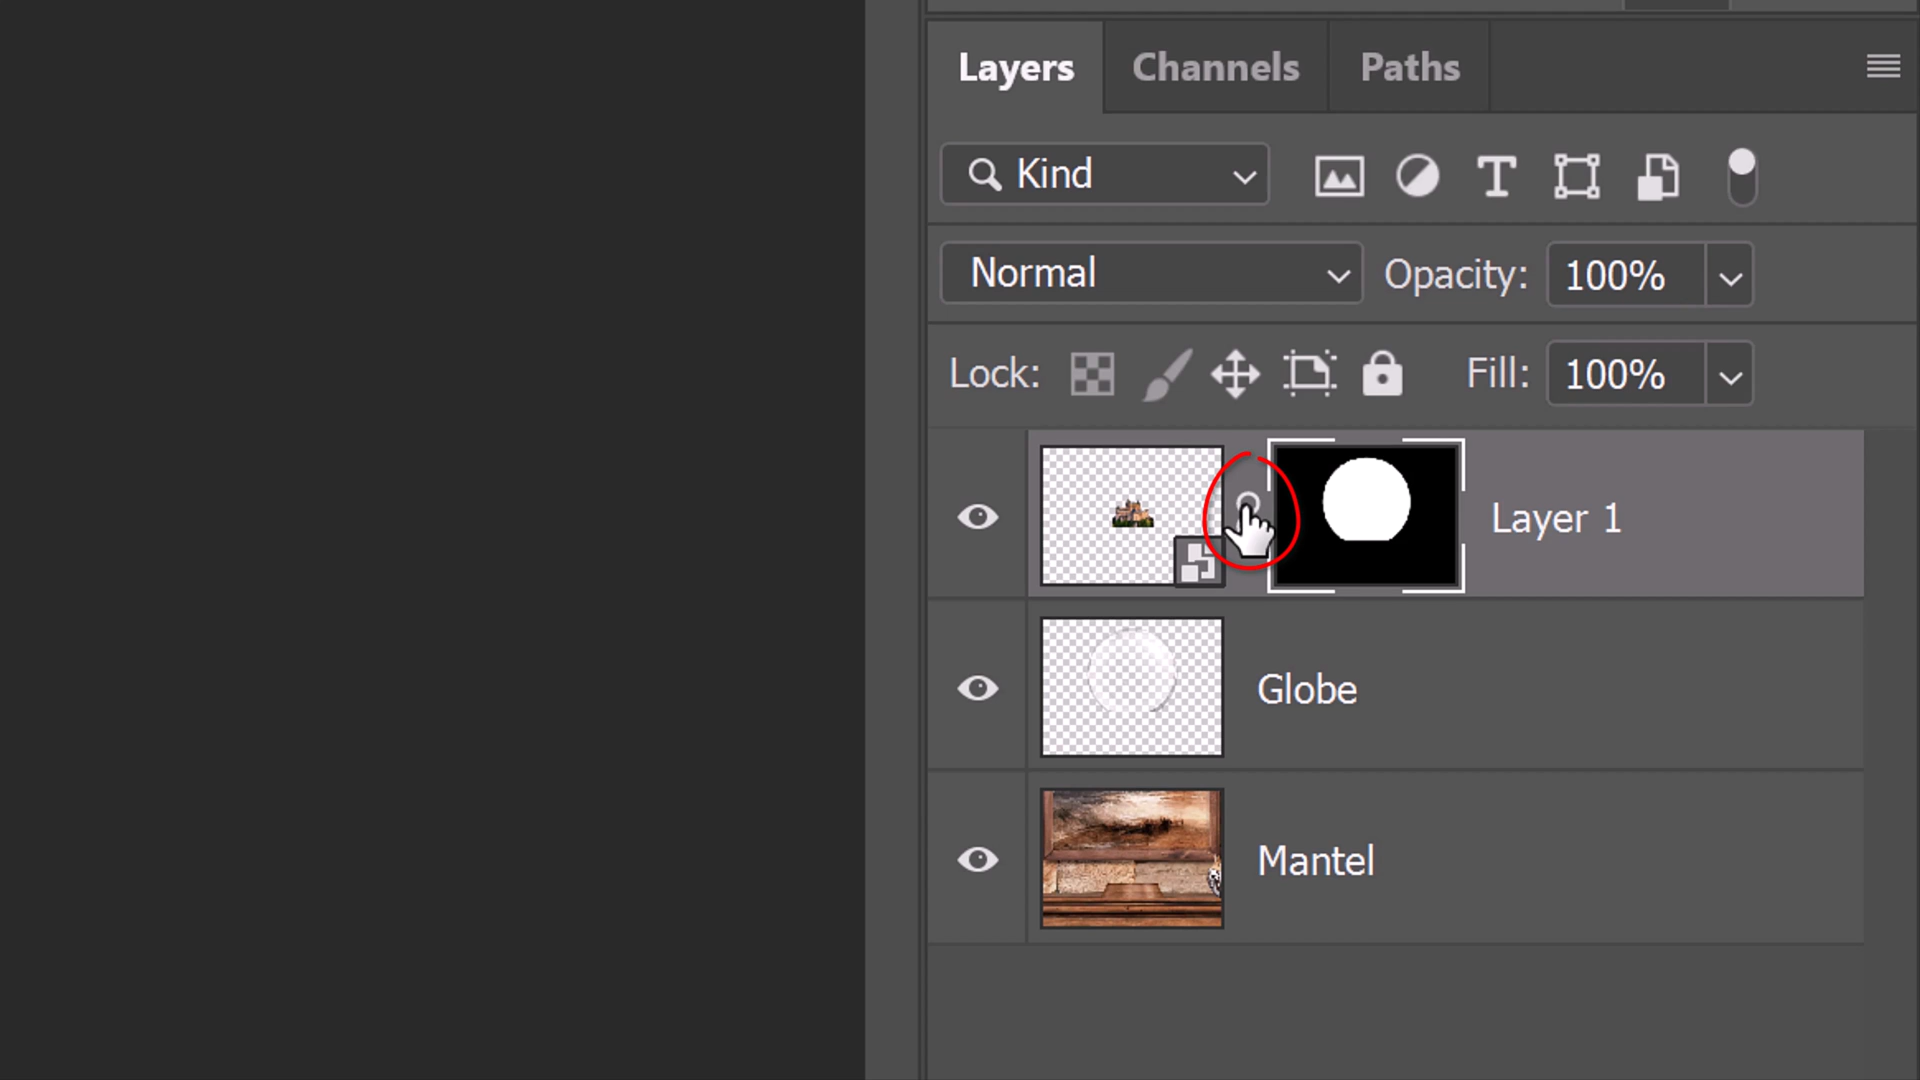 Layers Channels Paths
Kind
Normal Opacity: 100%
Lock: Fill: 100%
Layer 1
Globe
Mantel